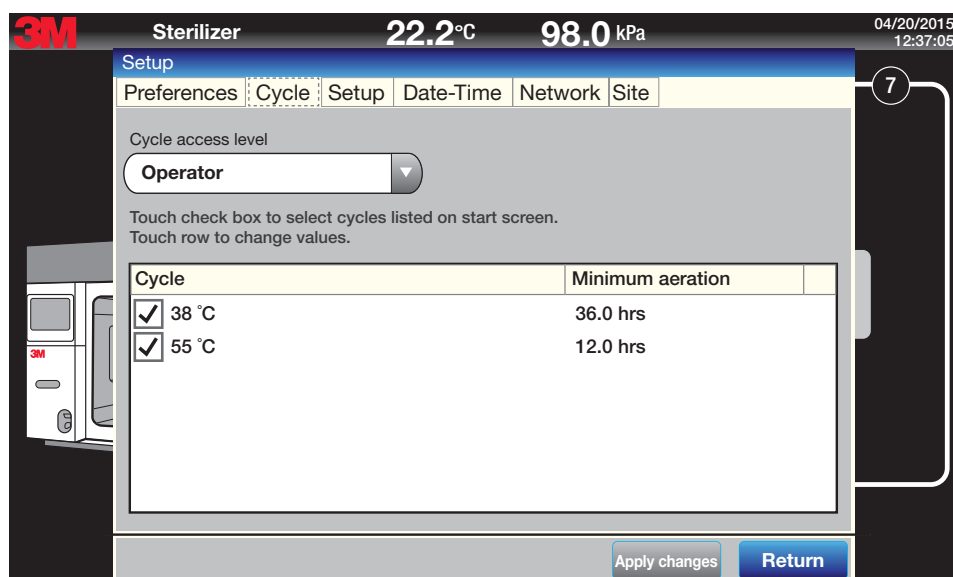 3M Sterilizer 22.2°C 98.0 kPa 04/20/2015
12:37:05
Setup
Preferences Cycle Setup Date-Time Network Site
7
Cycle access level
Operator
Touch check box to select cycles listed on start screen.
Touch row to change values.
Cycle Minimum aeration
38 °C 36.0 hrs
55 °C 12.0 hrs
3M
Apply changes Return